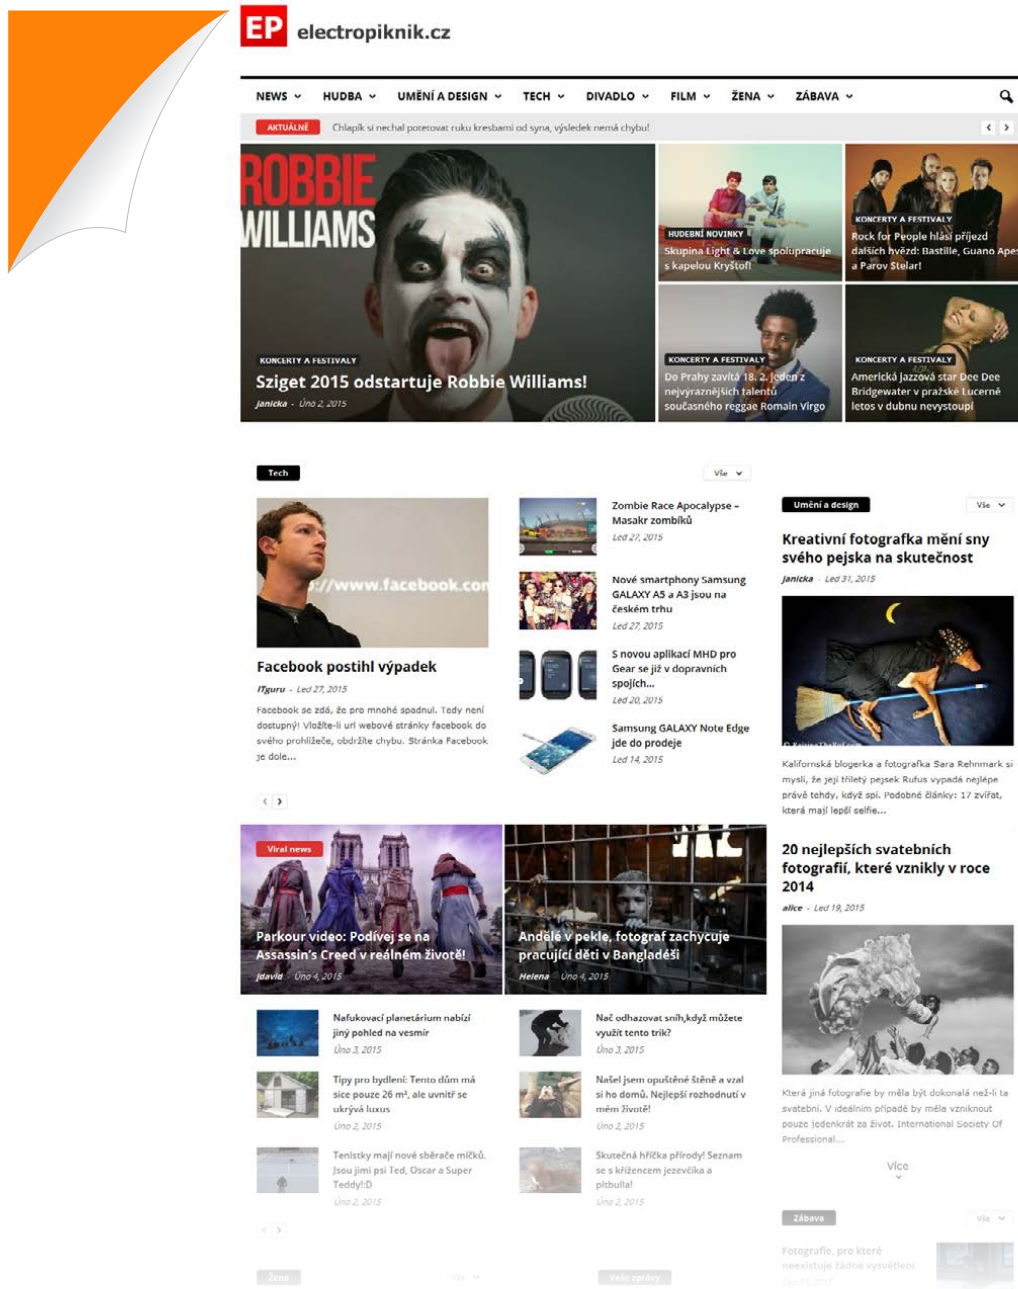 EP electropiknik.cz
NEWS HUDBA UMĚNÍ A DESIGN TECH DIVADLO FILM ŽENA ZÁBAVA
AKTUÁLNĚ Chlapík si nechal potetovat ruku kresbami od syna, výsledek nemá chybu!
ROBBIE
WILLIAMS
KONCERTY A FESTIVALY
Sziget 2015 odstartuje Robbie Williams!
Janicka - Úno 2, 2015
HUDEBNÍ NOVINKY
Skupina Light & Love spolupracuje
s kapelou Kryštof!
KONCERTY A FESTIVALY
Rock for People hlásí příjezd
dalších hvězd: Bastille, Guano Apes
a Parov Stelar!
KONCERTY A FESTIVALY
Do Prahy zavítá 18. 2. jeden z
nejvýraznějších talentů
současného reggae Romain Virgo
KONCERTY A FESTIVALY
Americká jazzová star Dee Dee
Bridgewater v pražské Lucerně
letos v dubnu nevystoupí
Tech
Vše
://www.facebook.com
Facebook postihl výpadek
ITguru - Led 27, 2015
Facebook se zdá, že pro mnohé spadnul. Tedy není
dostupný! Vložíte-li url webové stránky facebook do
svého prohlížeče, obdržíte chybu. Stránka Facebook
je dole...
Zombie Race Apocalypse –
Masakr zombíků
Led 27, 2015
Nové smartphony Samsung
GALAXY A5 a A3 jsou na
českém trhu
Led 27, 2015
S novou aplikací MHD pro
Gear se již v dopravních
spojích...
Led 20, 2015
Samsung GALAXY Note Edge
jde do prodeje
Led 14, 2015
Umění a design
Vše
Kreativní fotografka mění sny
svého pejska na skutečnost
Janicka - Led 31, 2015
Kalifornská blogerka a fotografka Sara Rehnmark si
myslí, že její tříletý pejsek Rufus vypadá nejlépe
právě tehdy, když spí. Podobné články: 17 zvířat,
která mají lepší selfie...
20 nejlepších svatebních
fotografií, které vznikly v roce
2014
alice - Led 19, 2015
Která jiná fotografie by měla být dokonalá než-li ta
svatební. V ideálním případě by měla vzniknout
pouze jedenkrát za život. International Society Of
Professional...
Více
Viral news
Parkour video: Podívej se na
Assassin's Creed v reálném životě!
jdavid - Úno 4, 2015
Andělé v pekle, fotograf zachycuje
pracující děti v Bangladéši
Helena - Úno 4, 2015
Nafukovací planetárium nabízí
jiný pohled na vesmír
Úno 3, 2015
Tipy pro bydlení: Tento dům má
sice pouze 26 m², ale uvnitř se
ukrývá luxus
Úno 2, 2015
Tenistky mají nové sběrače míčků.
Jsou jimi psi Ted, Oscar a Super
Teddy!:D
Úno 2, 2015
Nač odhazovat sníh,když můžete
využít tento trik?
Úno 3, 2015
Našel jsem opuštěné štěně a vzal
si ho domů. Nejlepší rozhodnutí v
mém životě!
Úno 2, 2015
Skutečná hříčka přírody! Seznam
se s křížencem jezevčíka a
pitbulla!
Úno 2, 2015
Zábava
Vše
Fotografie, pro které
neexistuje žádné vysvětlení
Žena
Vše
Vaše zprávy